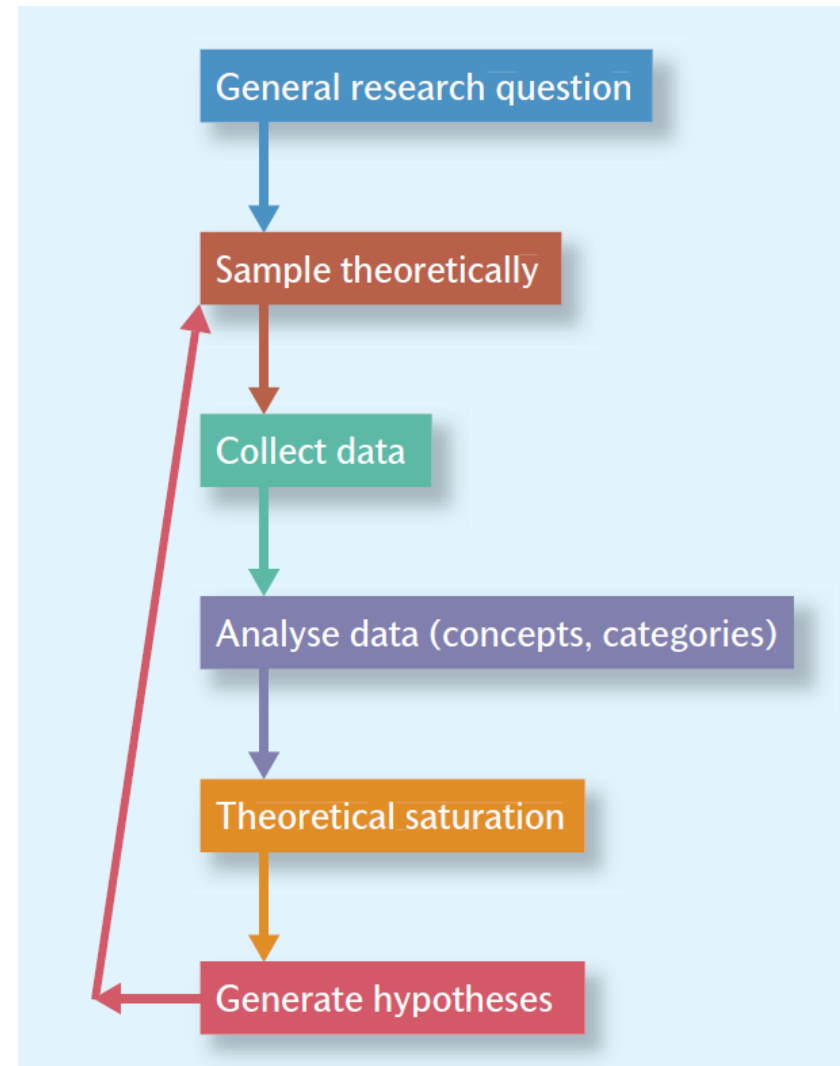 General research question
Sample theoretically
Collect data
Analyse data (concepts, categories)
Theoretical saturation
Generate hypotheses